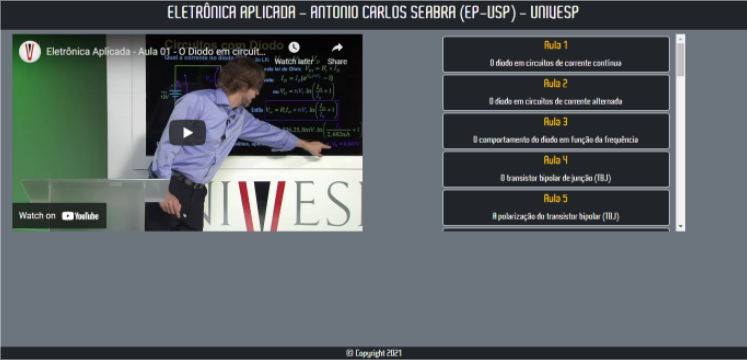 ELETRÔNICA APLICADA - ANTONIO CARLOS SEABRA (EP-USP) - UNIVESP
Eletrônica Aplicada - Aula 01 - O Diodo em circuit...
Watch later
Share
Circuitos com Diodo
Watch on YouTube
UNIVES
Aula 1
O diodo em circuitos de corrente contínua
Aula 2
O diodo em circuitos de corrente alternada
Aula 3
O comportamento do diodo em função da frequência
Aula 4
O transistor bipolar de junção (TBJ)
Aula 5
A polarização do transistor bipolar (TBJ)
© Copyright 2021